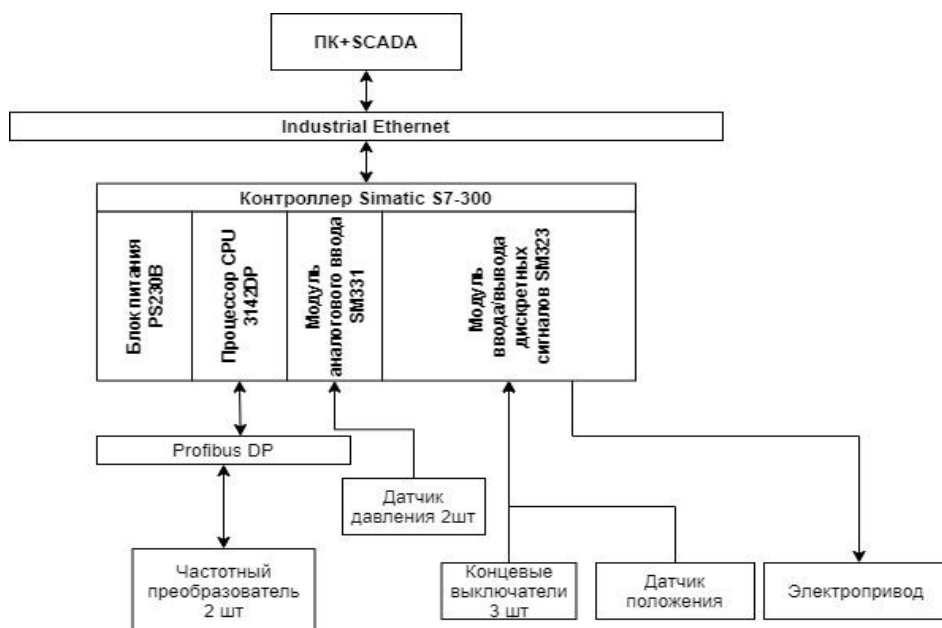 ПК+SCADA
Industrial Ethernet
Контроллер Simatic S7-300
Блок питания
PS230B
Процессор CPU
3142DP
Модуль
аналогового ввода
SM331
Модуль
ввода/вывода
дискретных
сигналов SM323
Profibus DP
Датчик
давления 2шт
Частотный
преобразователь
2 шт
Концевые
выключатели
3 шт
Датчик
положения
Электропривод